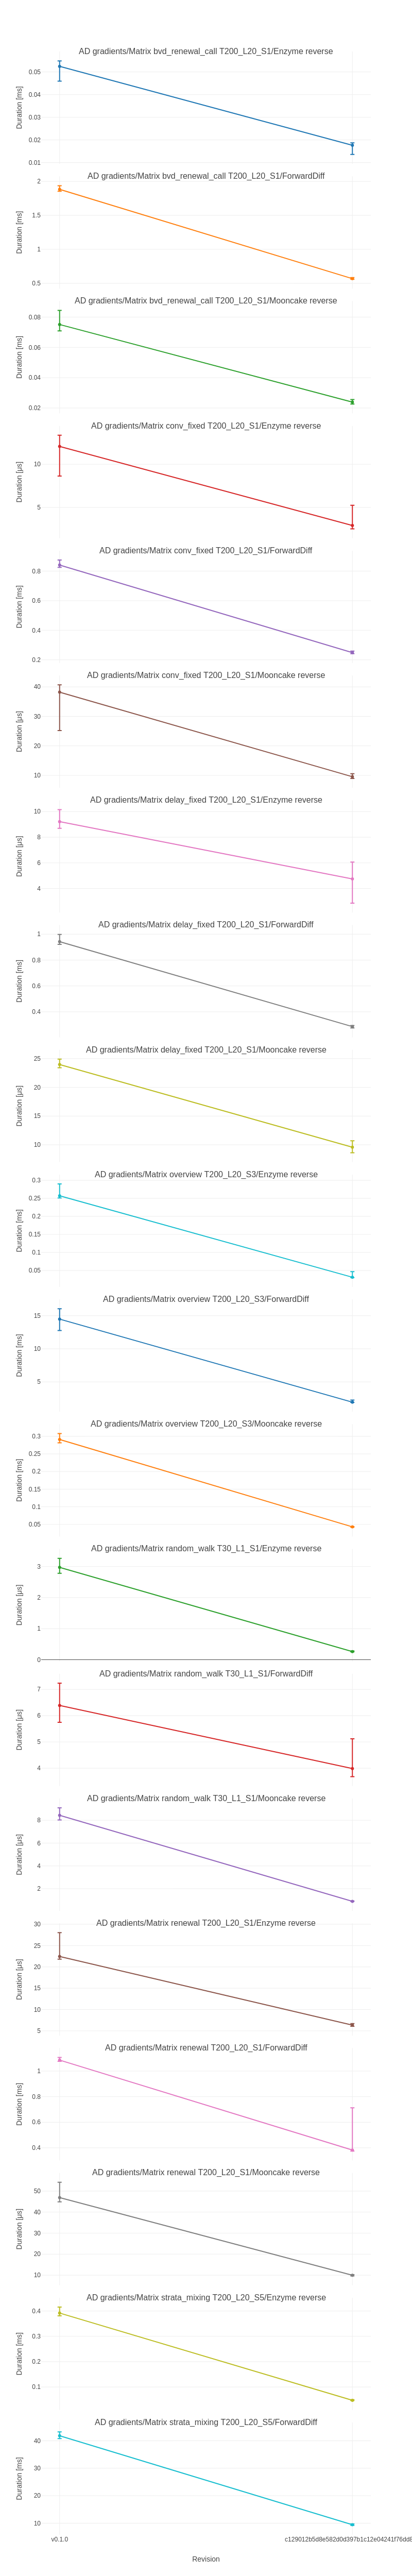 AD gradients/Matrix bvd_renewal_call T200_L20_S1/Enzyme reverse
Duration [ms]
0.05
0.04
0.03
0.02
0.01
AD gradients/Matrix bvd_renewal_call T200_L20_S1/ForwardDiff
Duration [ms]
2
1.5
1
0.5
AD gradients/Matrix bvd_renewal_call T200_L20_S1/Mooncake reverse
Duration [ms]
0.08
0.06
0.04
0.02
AD gradients/Matrix conv_fixed T200_L20_S1/Enzyme reverse
Duration [µs]
10
5
AD gradients/Matrix conv_fixed T200_L20_S1/ForwardDiff
Duration [ms]
0.8
0.6
0.4
0.2
AD gradients/Matrix conv_fixed T200_L20_S1/Mooncake reverse
Duration [µs]
40
30
20
10
AD gradients/Matrix delay_fixed T200_L20_S1/Enzyme reverse
Duration [µs]
10
8
6
4
AD gradients/Matrix delay_fixed T200_L20_S1/ForwardDiff
Duration [ms]
1
0.8
0.6
0.4
AD gradients/Matrix delay_fixed T200_L20_S1/Mooncake reverse
Duration [µs]
25
20
15
10
AD gradients/Matrix overview T200_L20_S3/Enzyme reverse
Duration [ms]
0.3
0.25
0.2
0.15
0.1
0.05
AD gradients/Matrix overview T200_L20_S3/ForwardDiff
Duration [ms]
15
10
5
AD gradients/Matrix overview T200_L20_S3/Mooncake reverse
Duration [ms]
0.3
0.25
0.2
0.15
0.1
0.05
AD gradients/Matrix random_walk T30_L1_S1/Enzyme reverse
Duration [µs]
3
2
1
0
AD gradients/Matrix random_walk T30_L1_S1/ForwardDiff
Duration [µs]
7
6
5
4
AD gradients/Matrix random_walk T30_L1_S1/Mooncake reverse
Duration [µs]
8
6
4
2
AD gradients/Matrix renewal T200_L20_S1/Enzyme reverse
Duration [µs]
30
25
20
15
10
5
AD gradients/Matrix renewal T200_L20_S1/ForwardDiff
Duration [ms]
1
0.8
0.6
0.4
AD gradients/Matrix renewal T200_L20_S1/Mooncake reverse
Duration [µs]
50
40
30
20
10
AD gradients/Matrix strata_mixing T200_L20_S5/Enzyme reverse
Duration [ms]
0.4
0.3
0.2
0.1
AD gradients/Matrix strata_mixing T200_L20_S5/ForwardDiff
Duration [ms]
40
30
20
10
v0.1.0
c129012b5d8e582d0d397b1c12e04241f76dd8
Revision